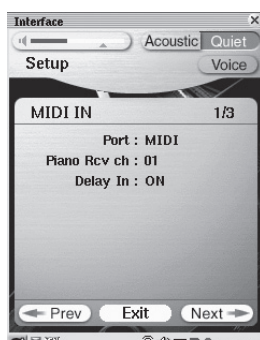 Interface ×
Acoustic Quiet
Setup Voice
MIDI IN 1/3
Port : MIDI
Piano Rcv ch : 01
Delay In : ON
Prev Exit Next